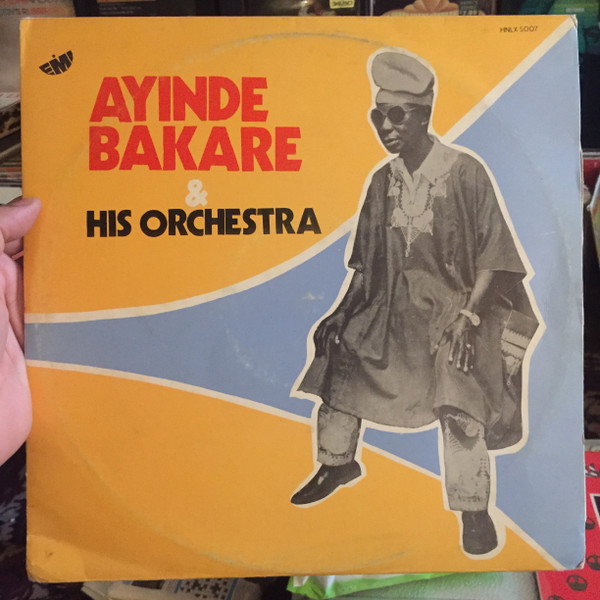 HNLX 5007
EMI
AYINDE
BAKARE
&
HIS ORCHESTRA